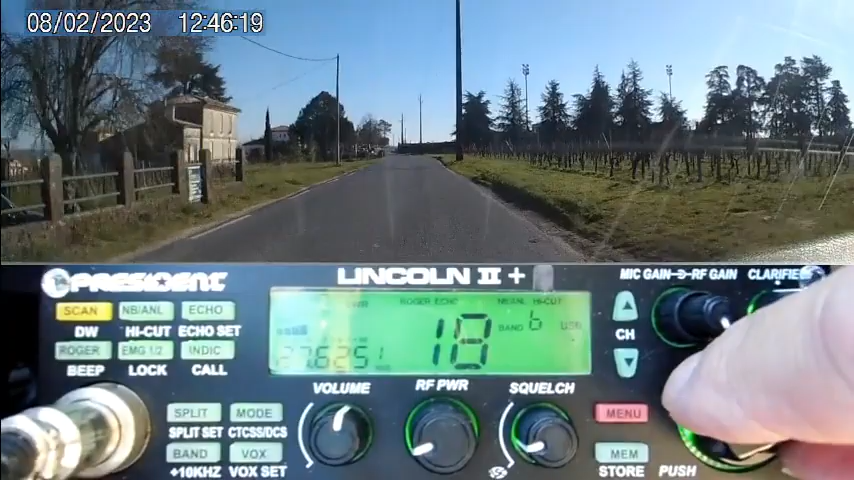 08/02/2023 12:46:19
PRESIDENT LINCOLN II + MIC GAIN RF GAIN CLARIFIER
SCAN NB/ANL ECHO
DW HI-CUT ECHO SET
ROGER EMG 1/2 INDIC
BEEP LOCK CALL
ROGER ECHO NB/ANL HI-CUT
18 BAND 6 USB
27.6251
CH
VOLUME RF PWR SQUELCH
SPLIT MODE
SPLIT SET CTCSS/DCS
BAND VOX
+10KHZ VOX SET
MENU
MEM
STORE PUSH